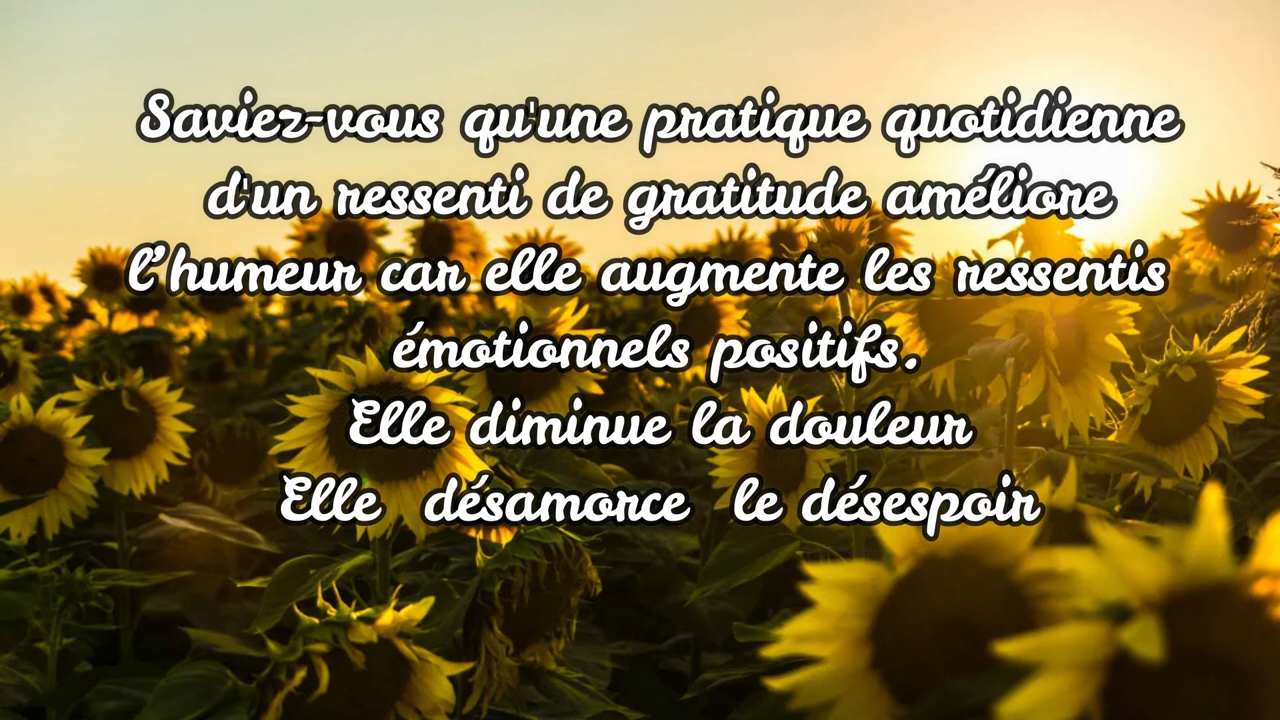 Saviez-vous qu'une pratique quotidienne
d'un ressenti de gratitude améliore
l’humeur car elle augmente les ressentis
émotionnels positifs.
Elle diminue la douleur
Elle désamorce le désespoir